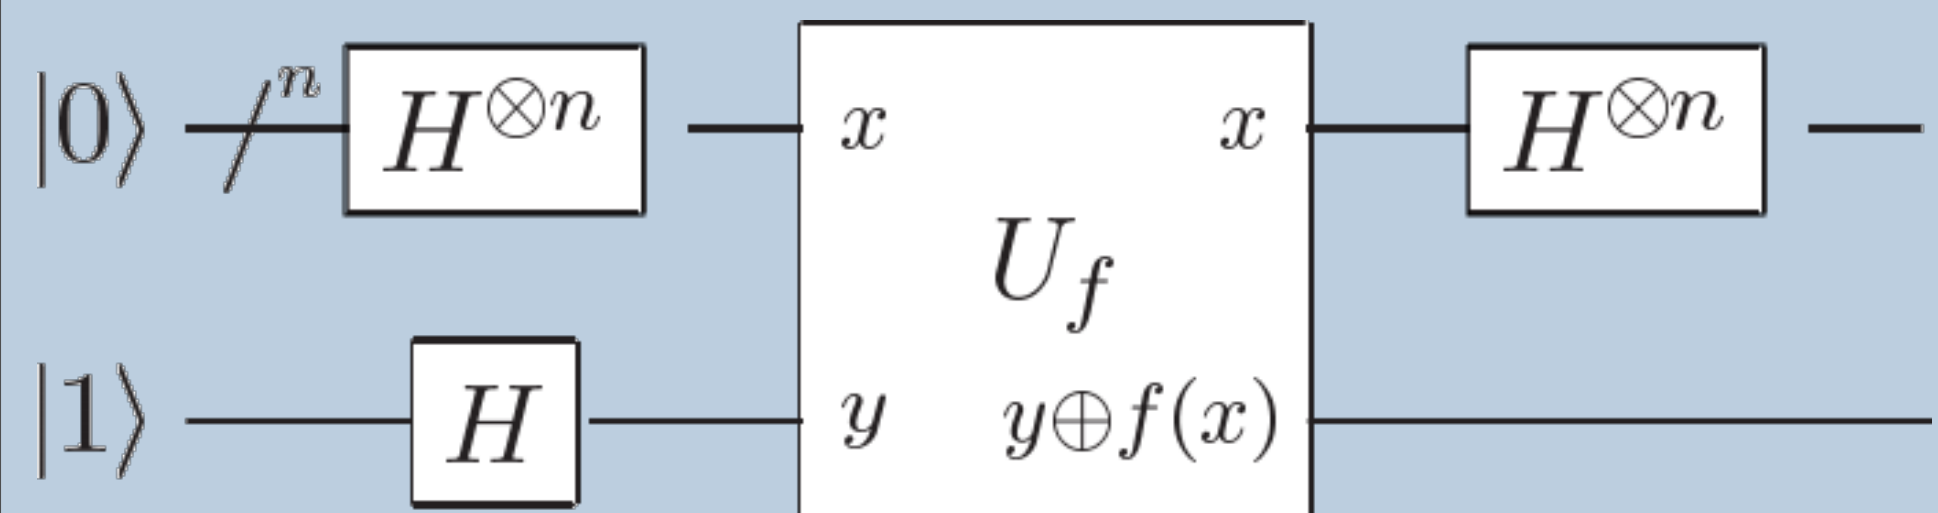 |0⟩ n H⊗n x x H⊗n
U_f
|1⟩ H y y⊕f(x)